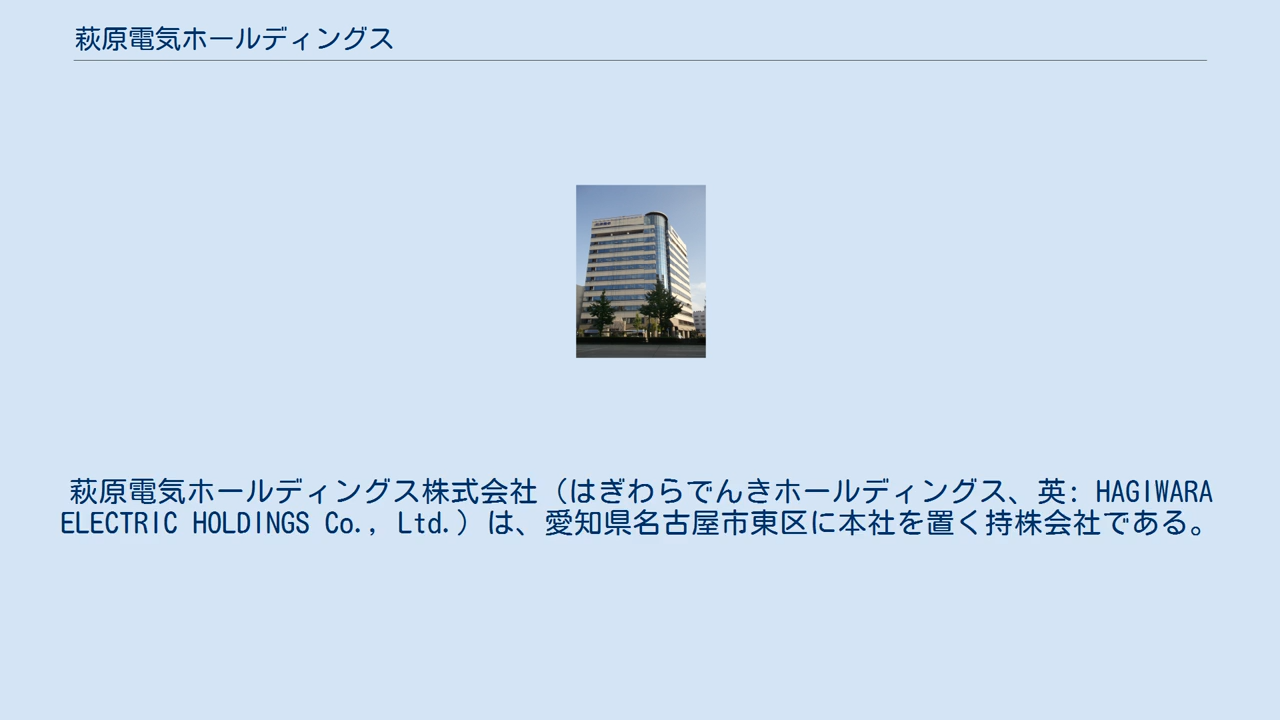 萩原電気ホールディングス
萩原電気ホールディングス株式会社（はぎわらでんきホールディングス、英: HAGIWARA
ELECTRIC HOLDINGS Co., Ltd.）は、愛知県名古屋市東区に本社を置く持株会社である。